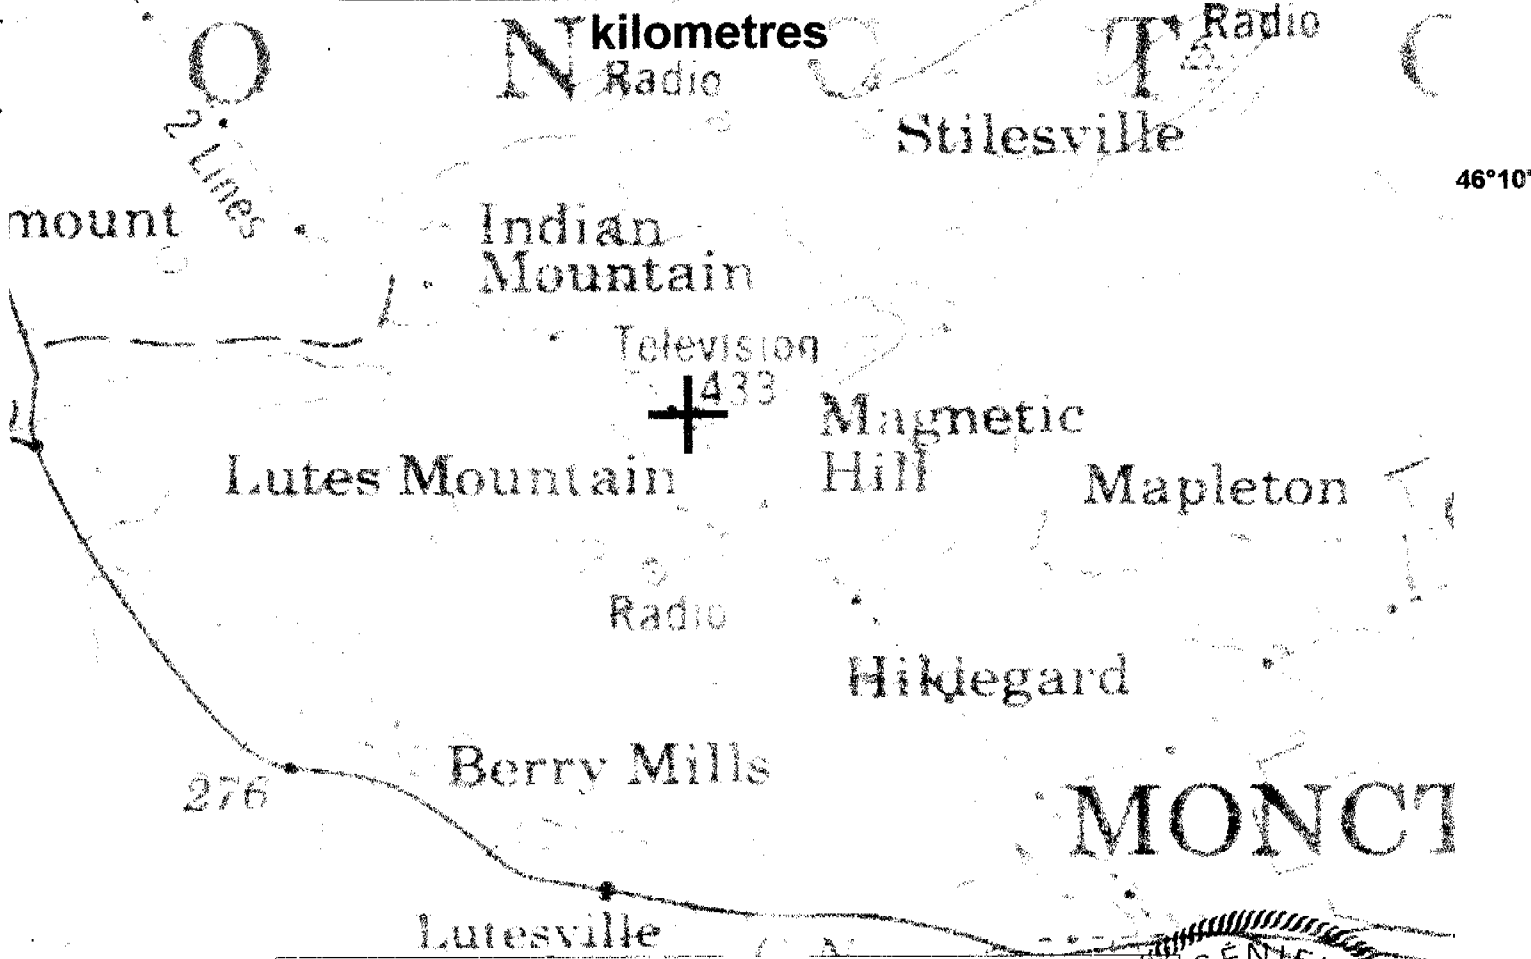 O N C T
kilometres
Radio
Radio
Stilesville
46°10'
2 Lines
mount
Indian
Mountain
Television
433
Magnetic
Hill
Lutes Mountain
Mapleton
Radio
Hildegard
Berry Mills
276
MONCT
Lutesville